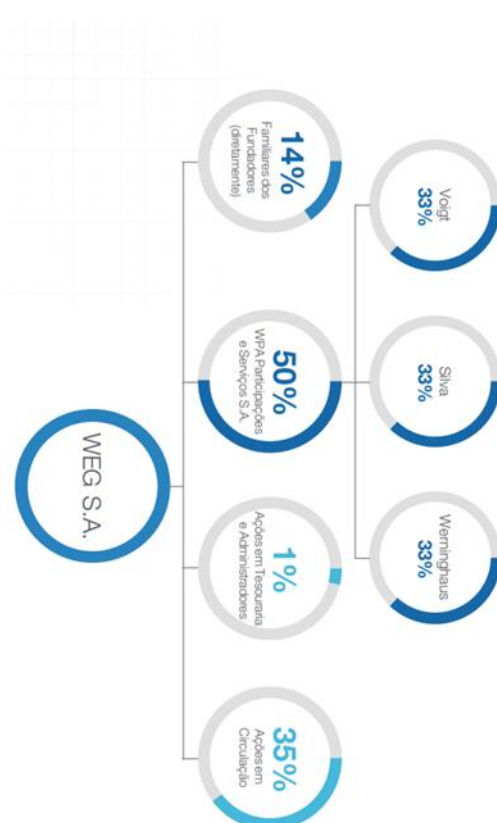 Voigt
33%
Silva
33%
Werninghaus
33%
14%
Familiares dos
Fundadores
(diretamente)
50%
WPA Participações
e Serviços S.A.
1%
Ações em Tesouraria
e Administradores
35%
Ações em
Circulação
WEG S.A.